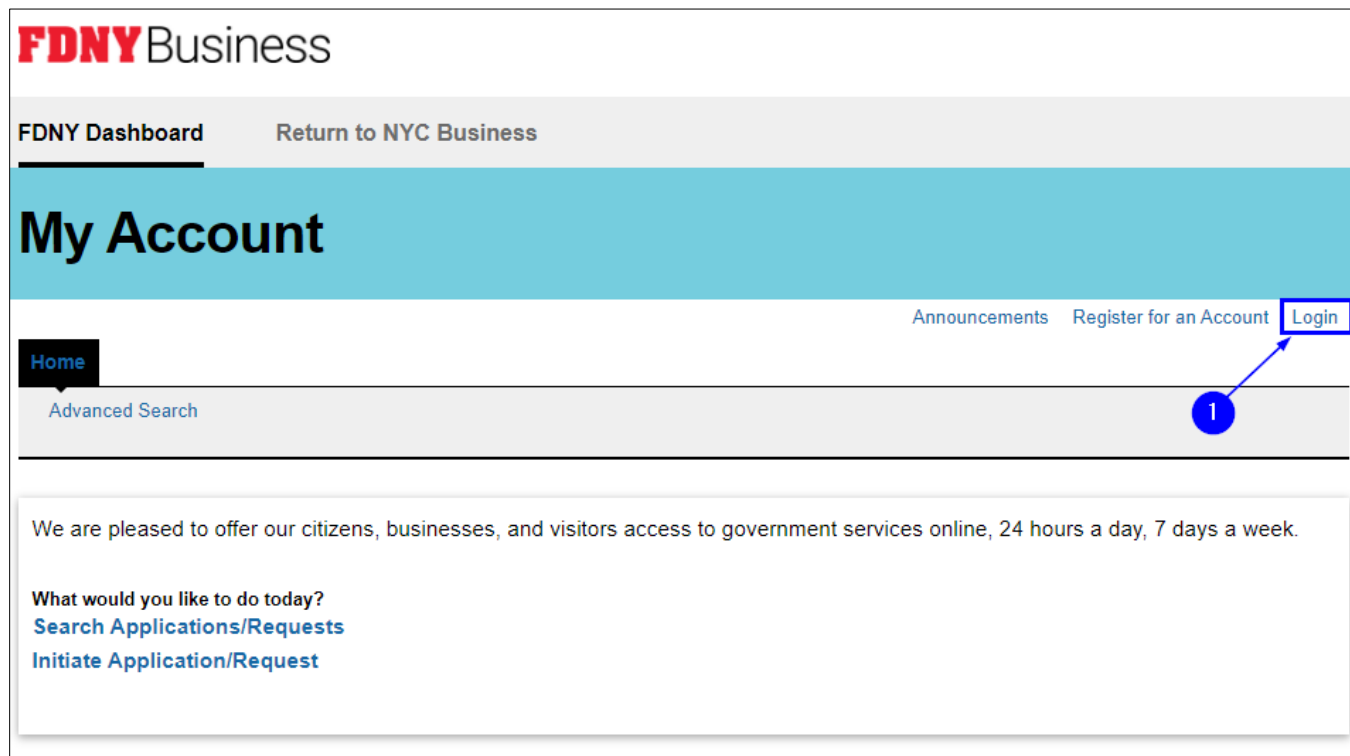 FDNY Business
FDNY Dashboard Return to NYC Business
My Account
Announcements Register for an Account Login
Home
1
Advanced Search
We are pleased to offer our citizens, businesses, and visitors access to government services online, 24 hours a day, 7 days a week.
What would you like to do today?
Search Applications/Requests
Initiate Application/Request